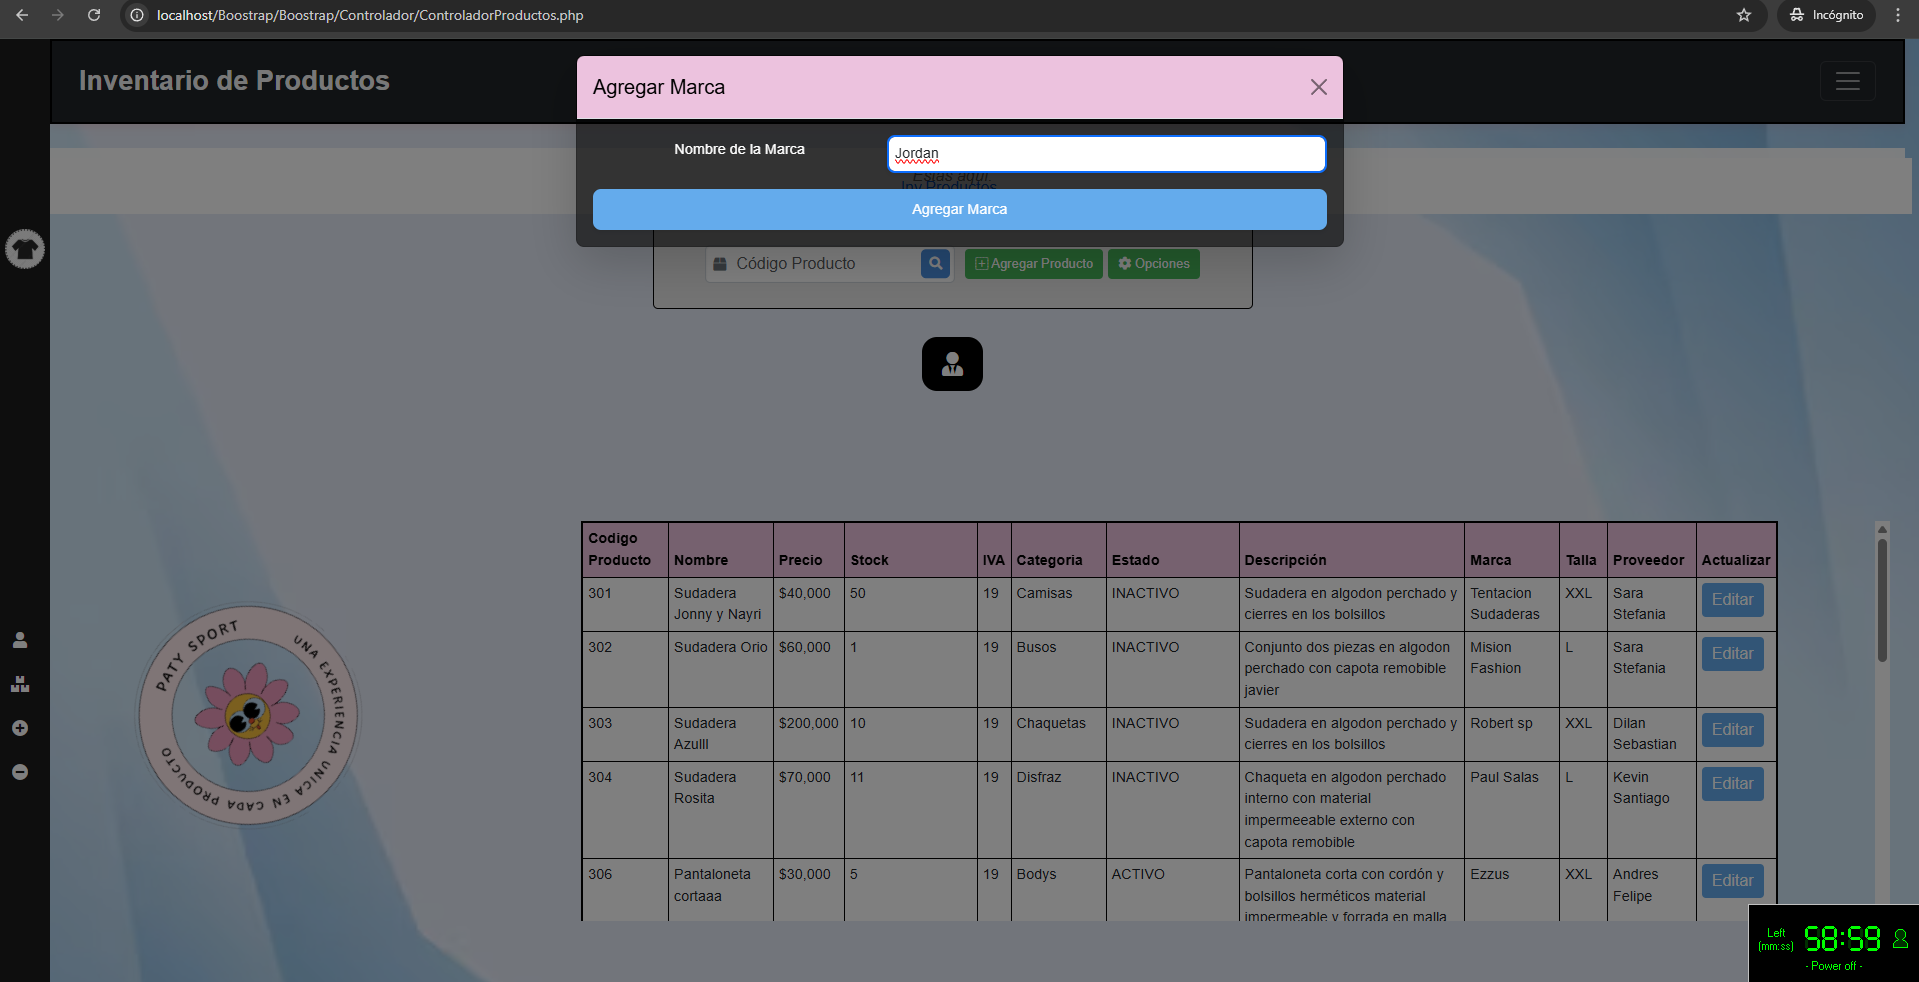 localhost/Boostrap/Boostrap/Controlador/ControladorProductos.php
Incógnito
Inventario de Productos
Agregar Marca
Nombre de la Marca
Jordan
Estas aquí:
Inv.Productos
Agregar Marca
Código Producto
Agregar Producto
Opciones
PATY SPORT
UNA EXPERIENCIA UNICA EN CADA PRODUCTO
Codigo Producto Nombre Precio Stock IVA Categoria Estado Descripción Marca Talla Proveedor Actualizar
301 Sudadera Jonny y Nayri $40,000 50 19 Camisas INACTIVO Sudadera en algodon perchado y cierres en los bolsillos Tentacion Sudaderas XXL Sara Stefania Editar
302 Sudadera Orio $60,000 1 19 Busos INACTIVO Conjunto dos piezas en algodon perchado con capota remobible javier Mision Fashion L Sara Stefania Editar
303 Sudadera Azulll $200,000 10 19 Chaquetas INACTIVO Sudadera en algodon perchado y cierres en los bolsillos Robert sp XXL Dilan Sebastian Editar
304 Sudadera Rosita $70,000 11 19 Disfraz INACTIVO Chaqueta en algodon perchado interno con material impermeeable externo con capota remobible Paul Salas L Kevin Santiago Editar
306 Pantaloneta cortaaa $30,000 5 19 Bodys ACTIVO Pantaloneta corta con cordón y bolsillos herméticos material impermeable y forrada en malla Ezzus XXL Andres Felipe Editar
Left
(mm:ss)
58:59
- Power off -